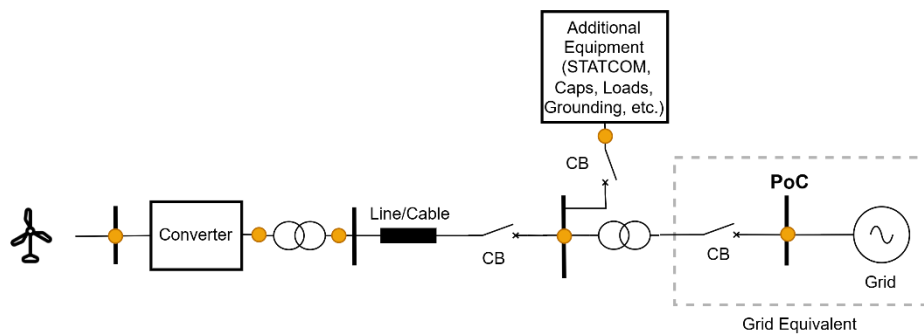 Additional
Equipment
(STATCOM,
Caps, Loads,
Grounding, etc.)
CB
PoC
Line/Cable
Converter
CB
CB
Grid
Grid Equivalent